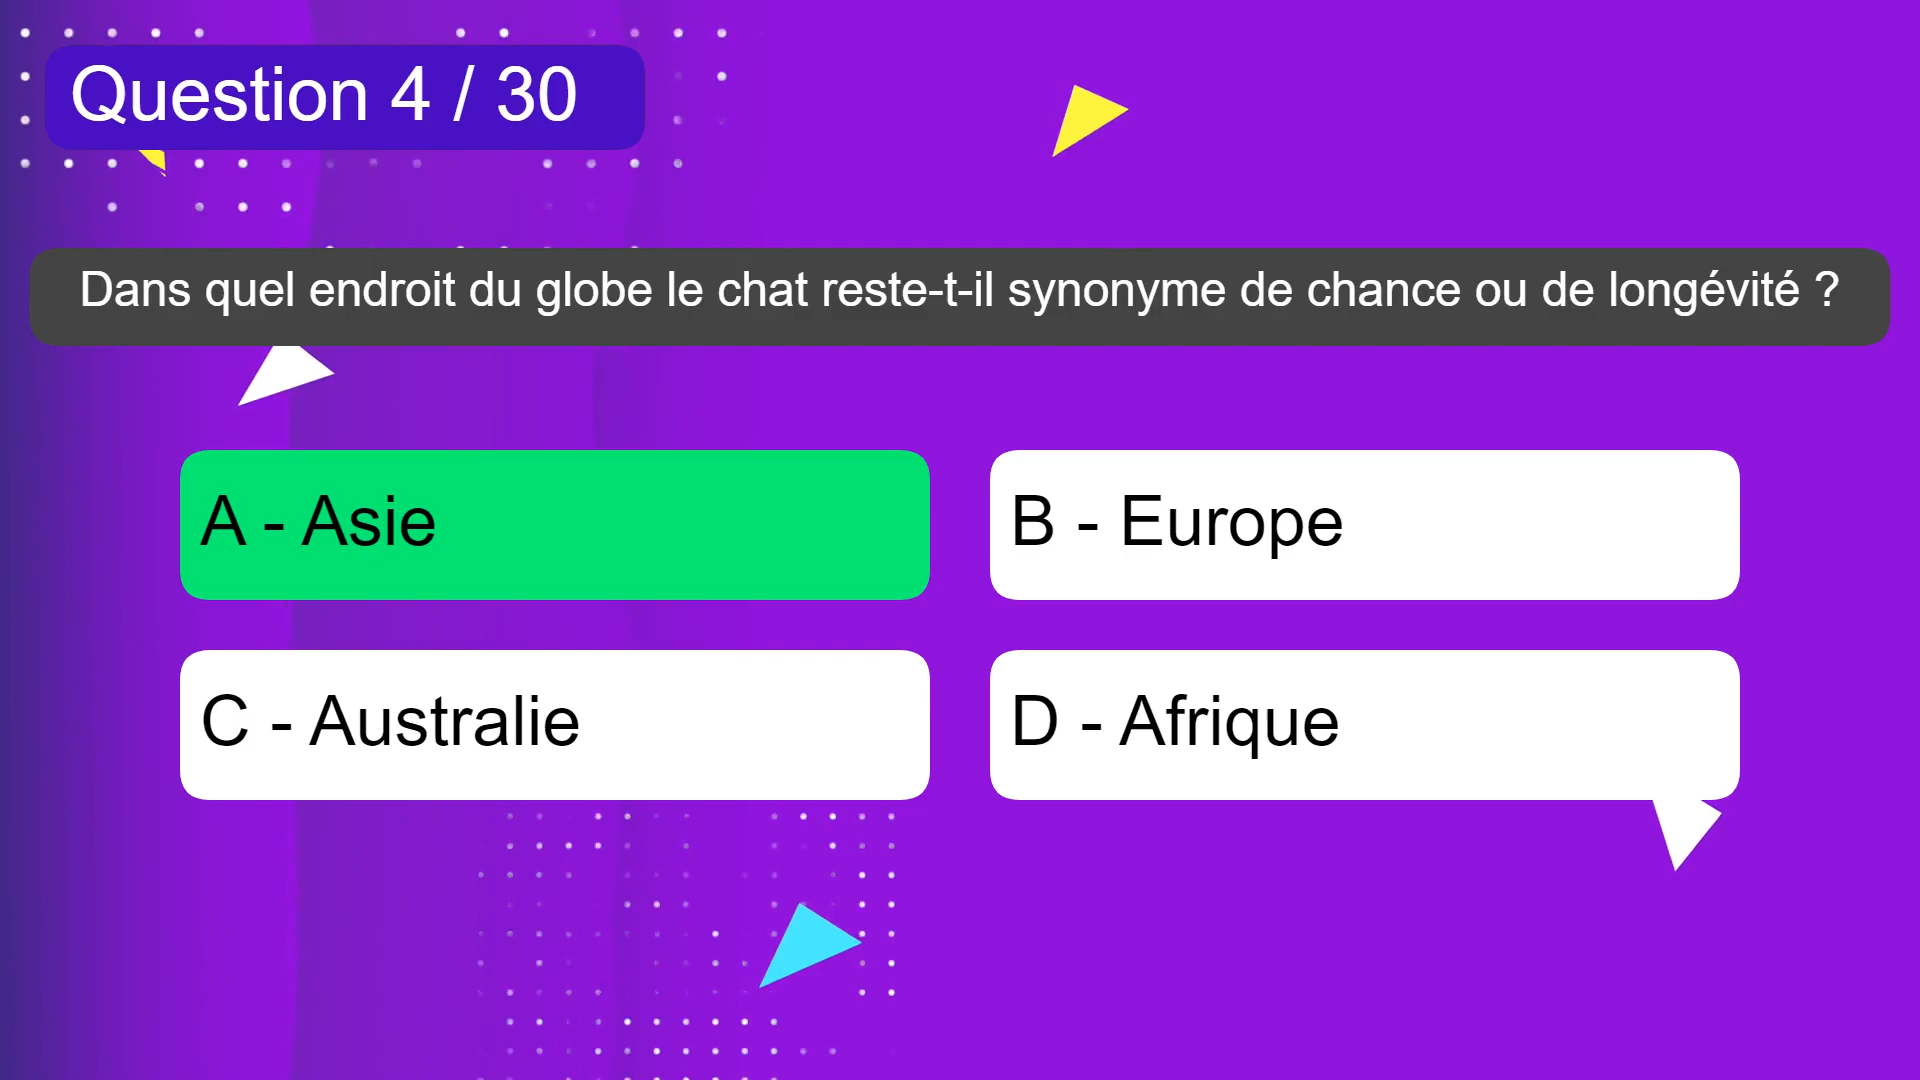 Question 4 / 30
Dans quel endroit du globe le chat reste-t-il synonyme de chance ou de longévité ?
A - Asie
B - Europe
C - Australie
D - Afrique